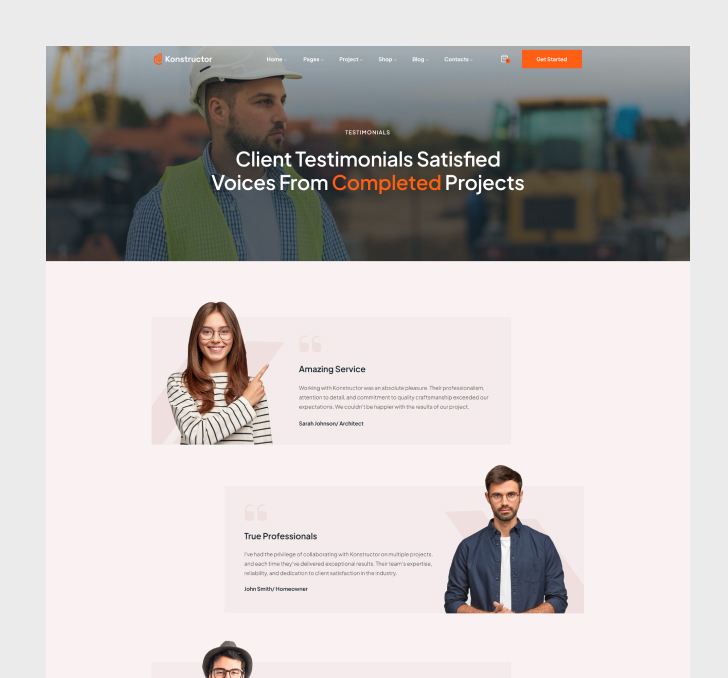 Konstructor
Home
Pages
Project
Shop
Blog
Contacts
Get Started
TESTIMONIALS
Client Testimonials Satisfied
Voices From Completed Projects
Amazing Service
Working with Konstructor was an absolute pleasure. Their professionalism,
attention to detail, and commitment to quality craftsmanship exceeded our
expectations. We couldn't be happier with the results of our project.
Sarah Johnson/ Architect
True Professionals
I've had the privilege of collaborating with Konstructor on multiple projects,
and each time they've delivered exceptional results. Their team's expertise,
reliability, and dedication to client satisfaction in the industry.
John Smith/ Homeowner